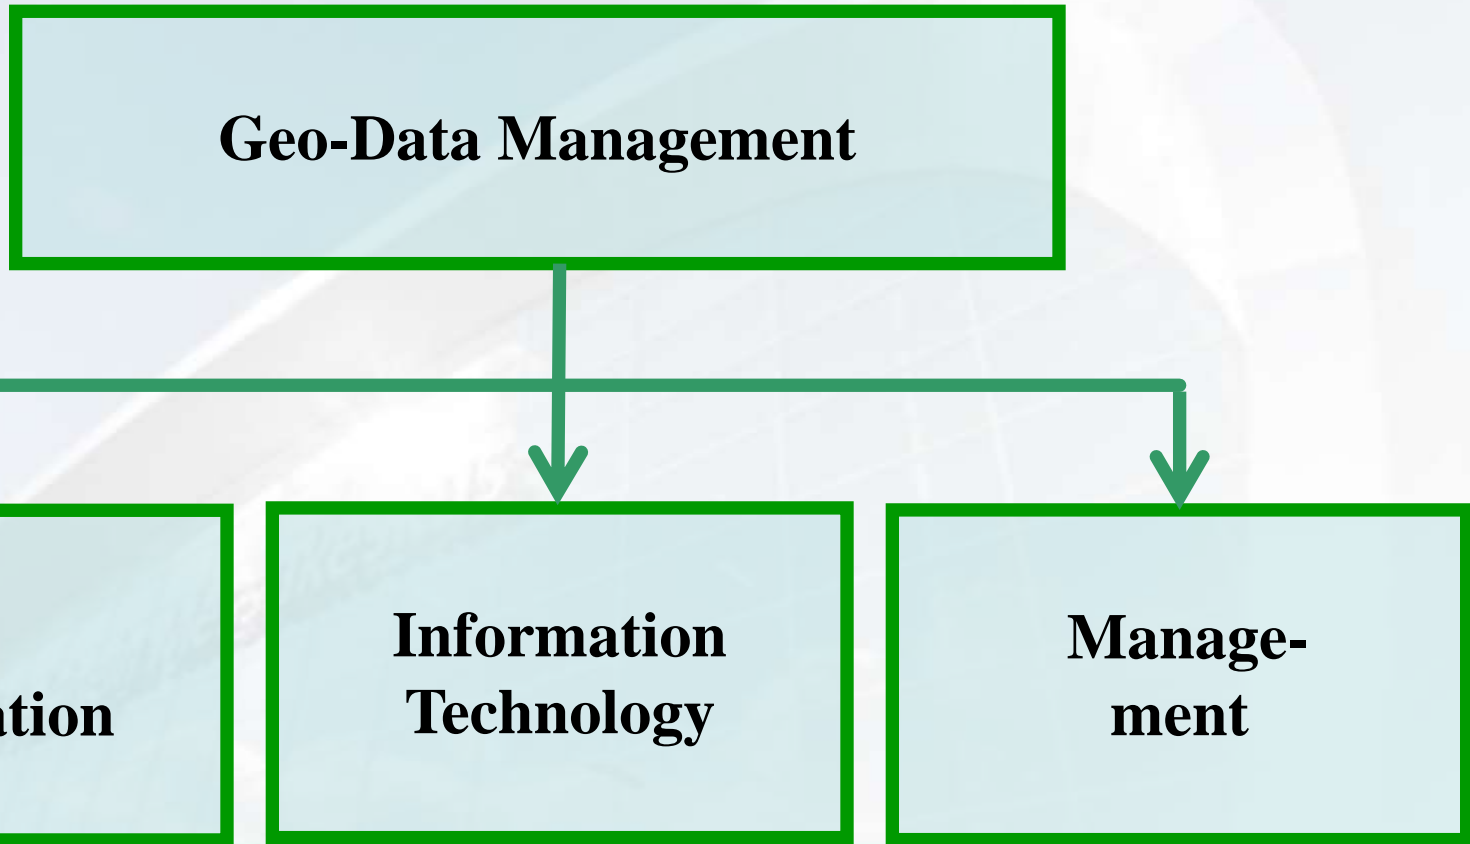 Geo-Data Management
Information
Technology
Manage-
ment